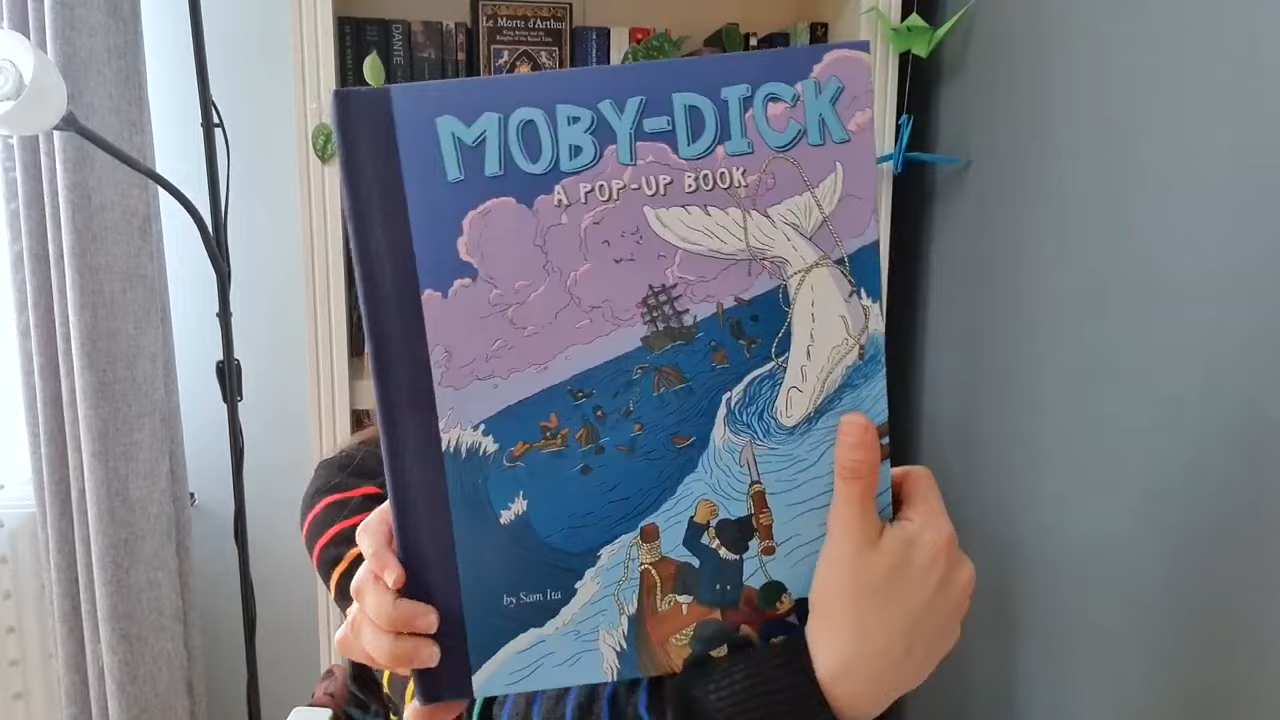 Le Morte d'Arthur
King Arthur and the
Knights of the Round Table
DANTE
MOBY-DICK
A POP-UP BOOK
by Sam Ita